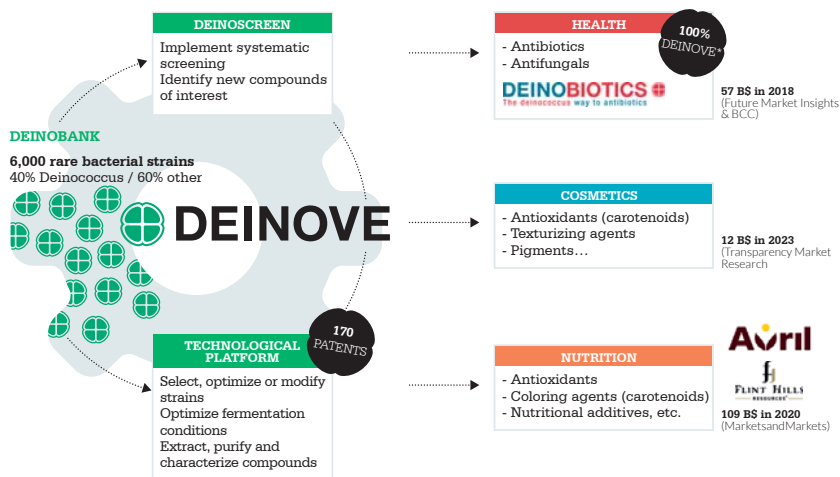 DEINOSCREEN
Implement systematic
screening
Identify new compounds
of interest
DEINOBANK
6,000 rare bacterial strains
40% Deinococcus / 60% other
DEINOVE
170
PATENTS
TECHNOLOGICAL
PLATFORM
Select, optimize or modify
strains
Optimize fermentation
conditions
Extract, purify and
characterize compounds
HEALTH
100%
DEINOVE*
- Antibiotics
- Antifungals
DEINOBIOTICS
The deinococcus way to antibiotics
57 B$ in 2018
(Future Market Insights
& BCC)
COSMETICS
- Antioxidants (carotenoids)
- Texturizing agents
- Pigments…
12 B$ in 2023
(Transparency Market
Research
NUTRITION
- Antioxidants
- Coloring agents (carotenoids)
- Nutritional additives, etc.
Avril
FLINT HILLS
RESOURCES®
109 B$ in 2020
(MarketsandMarkets)